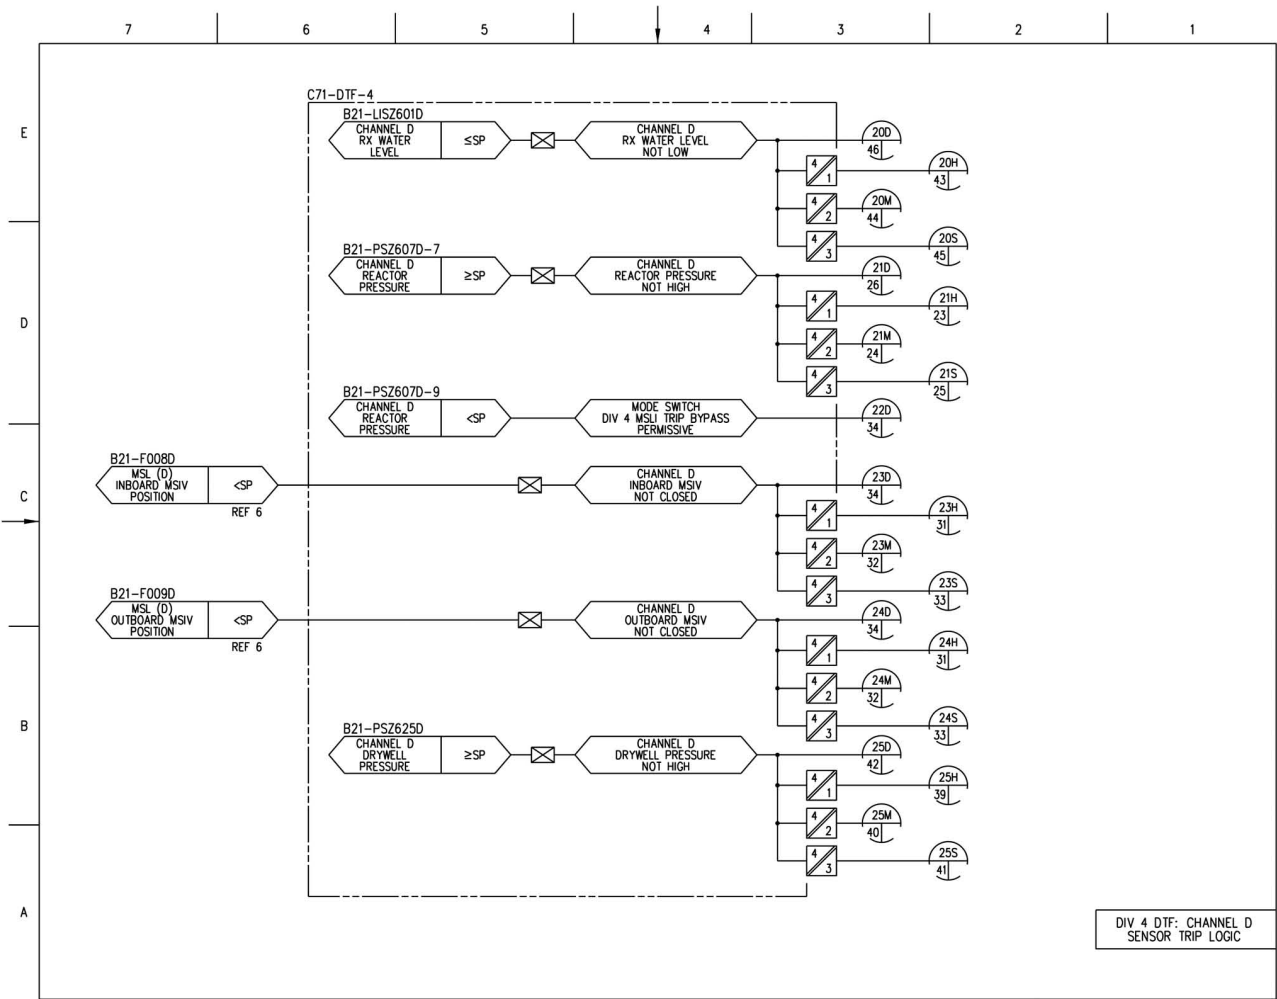 7 6 5 4 3 2 1
C71-DTF-4
E
B21-LISZ601D
CHANNEL D
RX WATER
LEVEL
≤SP
CHANNEL D
RX WATER LEVEL
NOT LOW
20D
46
4
1
20H
43
4
2
20M
44
4
3
20S
45
D
B21-PSZ607D-7
CHANNEL D
REACTOR
PRESSURE
≥SP
CHANNEL D
REACTOR PRESSURE
NOT HIGH
21D
26
4
1
21H
23
4
2
21M
24
4
3
21S
25
B21-PSZ607D-9
CHANNEL D
REACTOR
PRESSURE
<SP
MODE SWITCH
DIV 4 MSLI TRIP BYPASS
PERMISSIVE
22D
34
C
B21-F008D
MSL (D)
INBOARD MSIV
POSITION
<SP
REF 6
CHANNEL D
INBOARD MSIV
NOT CLOSED
23D
34
4
1
23H
31
4
2
23M
32
4
3
23S
33
B21-F009D
MSL (D)
OUTBOARD MSIV
POSITION
<SP
REF 6
CHANNEL D
OUTBOARD MSIV
NOT CLOSED
24D
34
4
1
24H
31
4
2
24M
32
4
3
24S
33
B
B21-PSZ625D
CHANNEL D
DRYWELL
PRESSURE
≥SP
CHANNEL D
DRYWELL PRESSURE
NOT HIGH
25D
42
4
1
25H
39
4
2
25M
40
4
3
25S
41
A
DIV 4 DTF: CHANNEL D
SENSOR TRIP LOGIC